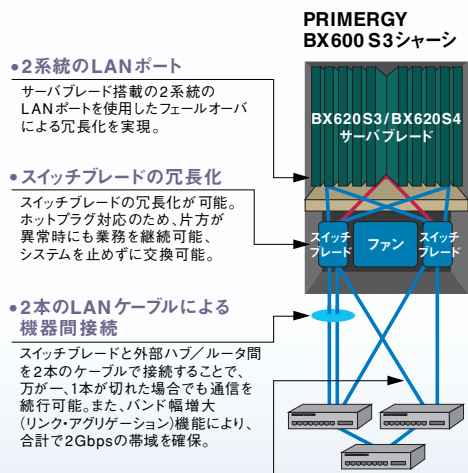 PRIMERGY
BX600 S3シャーシ
•2系統のLANポート
サーバブレード搭載の2系統の
LANポートを使用したフェールオーバ
による冗長化を実現。
BX620S3/BX620S4
サーバブレード
•スイッチブレードの冗長化
スイッチブレードの冗長化が可能。
ホットプラグ対応のため、片方が
異常時にも業務を継続可能、
システムを止めずに交換可能。
スイッチ
ブレード
ファン
スイッチ
ブレード
•2本のLANケーブルによる
機器間接続
スイッチブレードと外部ハブ/ルータ間
を2本のケーブルで接続することで、
万が一、1本が切れた場合でも通信を
続行可能。また、バンド幅増大
(リンク・アグリゲーション)機能により、
合計で2Gbpsの帯域を確保。